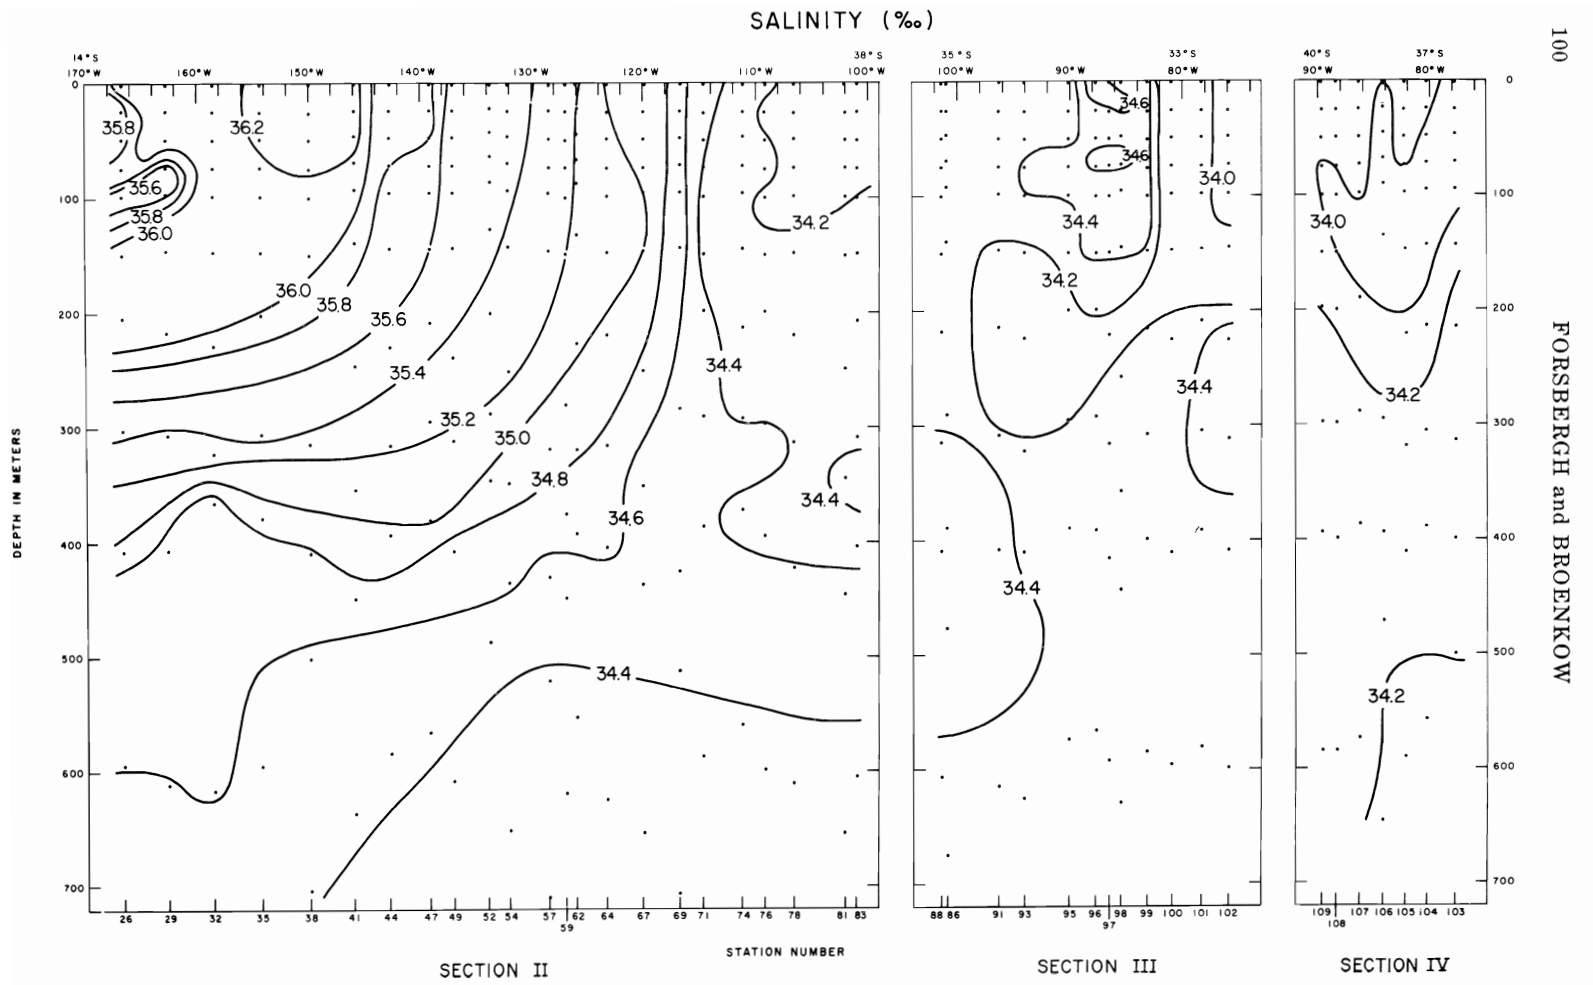 SALINITY (‰)
14°S 38°S 35°S 33°S 40°S 37°S
170°W 160°W 150°W 140°W 130°W 120°W 110°W 100°W 100°W 90°W 80°W 90°W 80°W
0 0
34.6
35.8 36.2
34.6
35.6 34.0
100 100
35.8 34.2 34.4 34.0
36.0
34.2
36.0
35.8
200 35.6 200
34.4
35.4 34.4
34.2
35.2
300 35.0 300
34.8
34.4
34.6
400 400
34.4
500 500
34.4
34.2
600 600
700 700
DEPTH IN METERS
26 29 32 35 38 41 44 47 49 52 54 57 59 62 64 67 69 71 74 76 78 81 83
88 86 91 93 95 96 97 98 99 100 101 102
109 108 107 106 105 104 103
STATION NUMBER
SECTION II SECTION III SECTION IV
100
FORSBERGH and BROENKOW